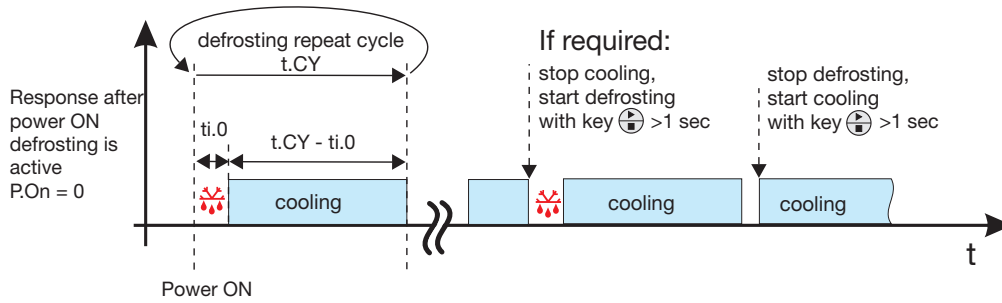 defrosting repeat cycle
t.CY
If required:
stop cooling,
start defrosting
with key >1 sec
stop defrosting,
start cooling
with key >1 sec
Response after
power ON
defrosting is
active
P.On = 0
ti.0
t.CY - ti.0
cooling
cooling
cooling
t
Power ON